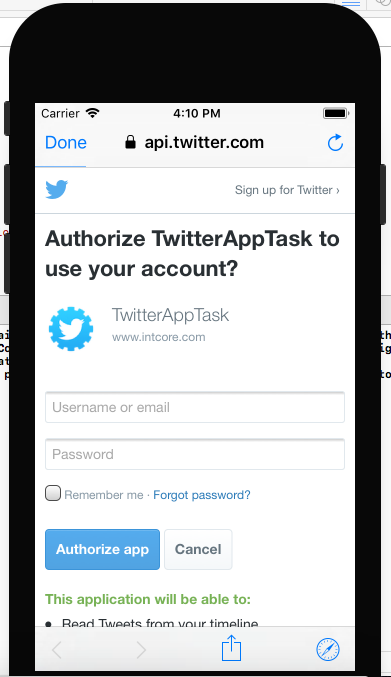 Carrier 4:10 PM
Done api.twitter.com
Sign up for Twitter ›
Authorize TwitterAppTask to
use your account?
TwitterAppTask
www.intcore.com
Username or email
Password
Remember me · Forgot password?
Authorize app Cancel
This application will be able to:
• Read Tweets from your timeline